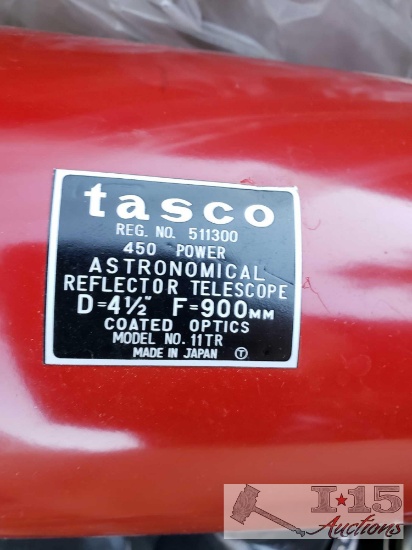 tasco
REG. NO. 511300
450 POWER
ASTRONOMICAL
REFLECTOR TELESCOPE
D=4½" F=900MM
COATED OPTICS
MODEL NO. 11TR
MADE IN JAPAN Ⓣ
I★15
Auctions